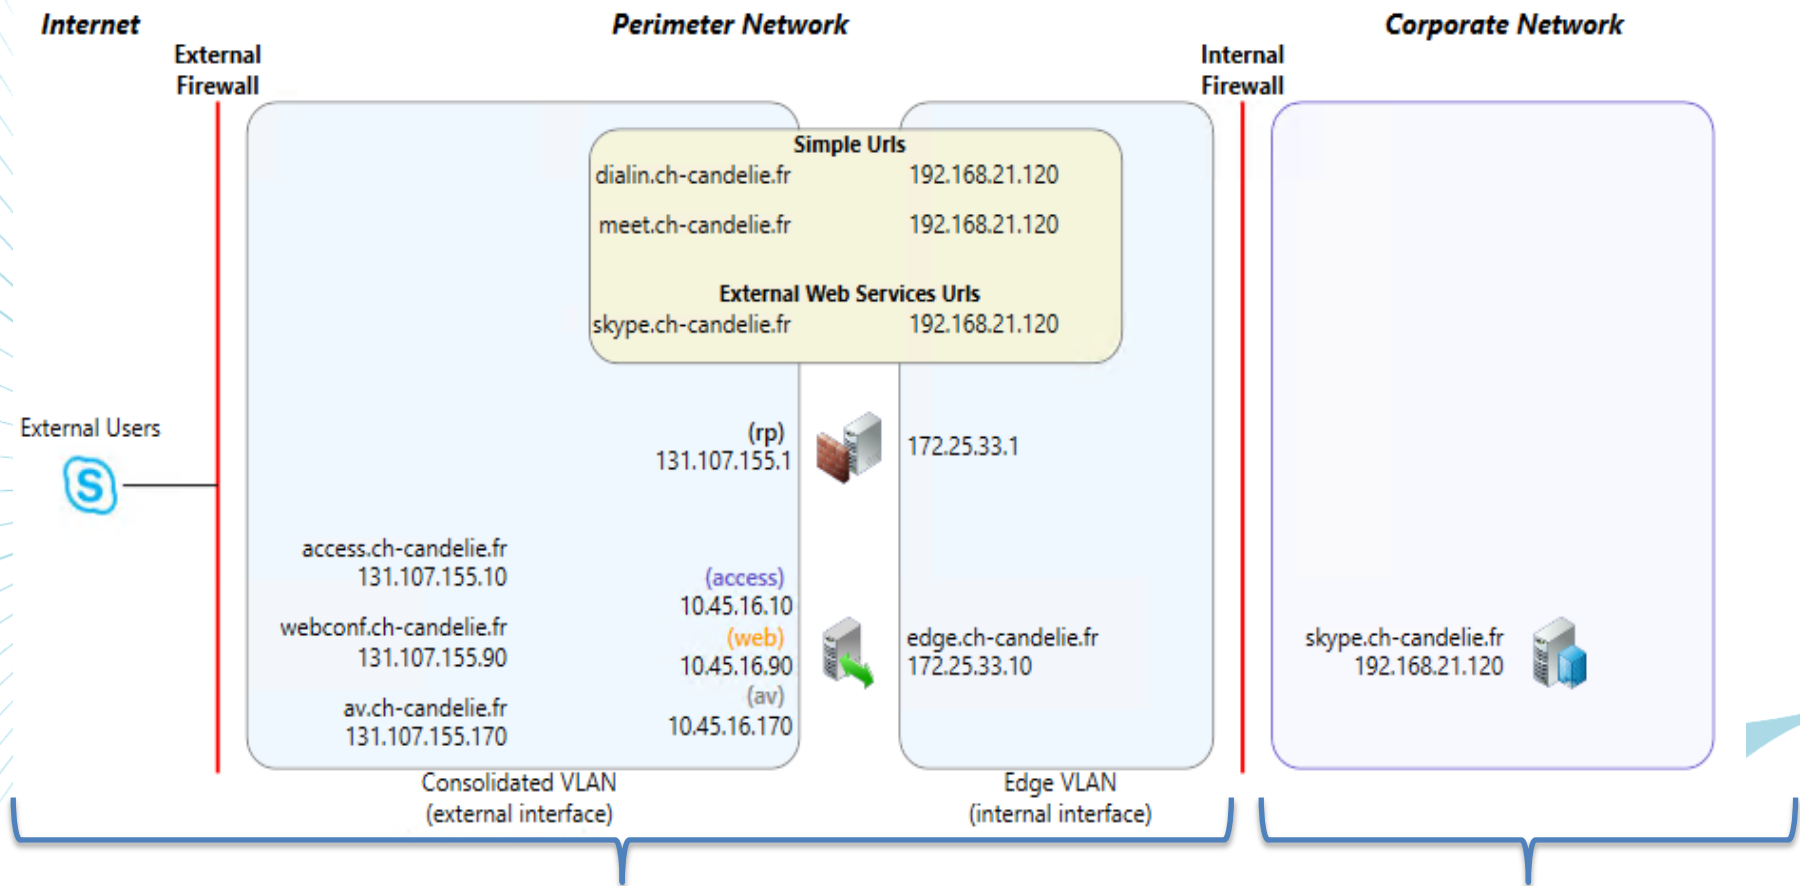 Internet
Perimeter Network
Corporate Network
External
Firewall
Internal
Firewall
Simple Urls
dialin.ch-candelie.fr 192.168.21.120
meet.ch-candelie.fr 192.168.21.120
External Web Services Urls
skype.ch-candelie.fr 192.168.21.120
External Users
(rp)
131.107.155.1
172.25.33.1
access.ch-candelie.fr
131.107.155.10
webconf.ch-candelie.fr
131.107.155.90
av.ch-candelie.fr
131.107.155.170
(access)
10.45.16.10
(web)
10.45.16.90
(av)
10.45.16.170
edge.ch-candelie.fr
172.25.33.10
skype.ch-candelie.fr
192.168.21.120
Consolidated VLAN
(external interface)
Edge VLAN
(internal interface)